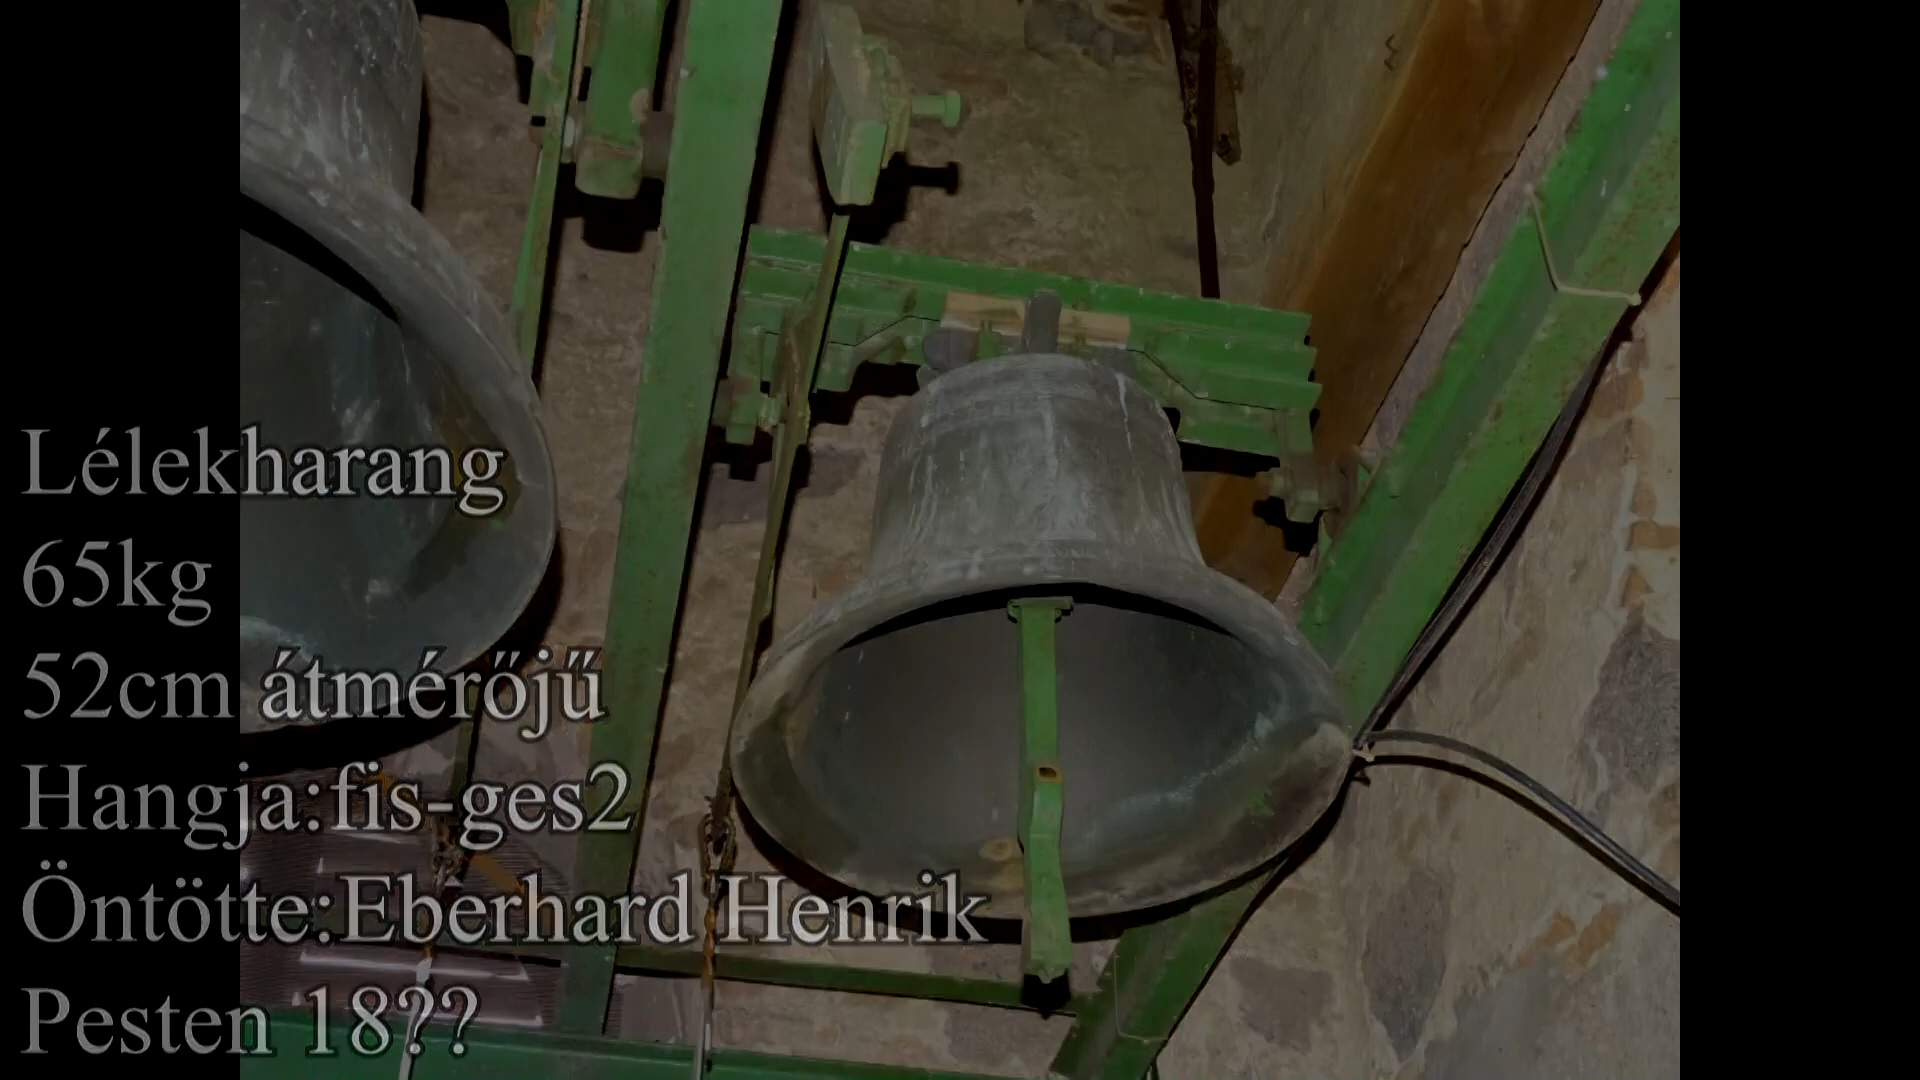 Lélekharang
65kg
52cm átmérőjű
Hangja:fis-ges2
Öntötte:Eberhard Henrik
Pesten 18??